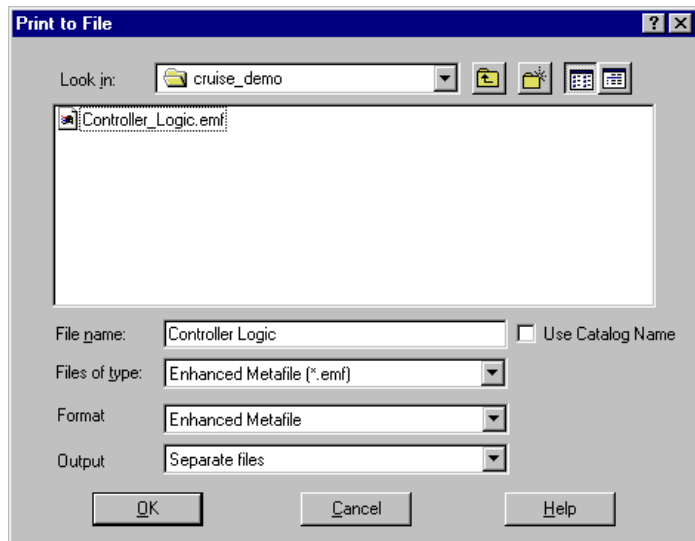 Print to File
Look in: cruise_demo
Controller_Logic.emf
File name: Controller Logic Use Catalog Name
Files of type: Enhanced Metafile (*.emf)
Format Enhanced Metafile
Output Separate files
OK Cancel Help